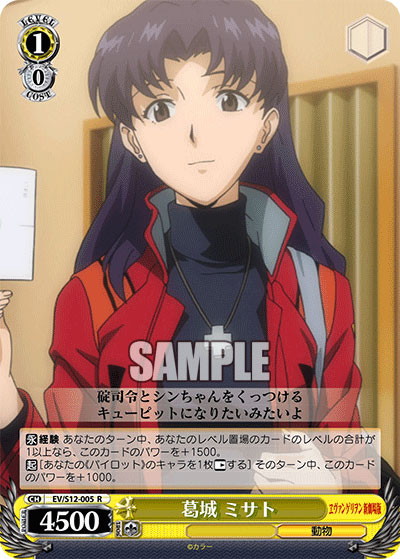 LEVEL
1
0
COST
SAMPLE
碇司令とシンちゃんをくっつける
キューピットになりたいみたいよ
永 経験 あなたのターン中、あなたのレベル置場のカードのレベルの合計が
1以上なら、このカードのパワーを+1500。
起［あなたの《パイロット》のキャラを1枚する］そのターン中、このカード
のパワーを+1000。
CH EV/S12-005 R
4500
POWER
SOUL
葛城 ミサト
ヱヴァンゲリヲン 新劇場版
動物
©カラー